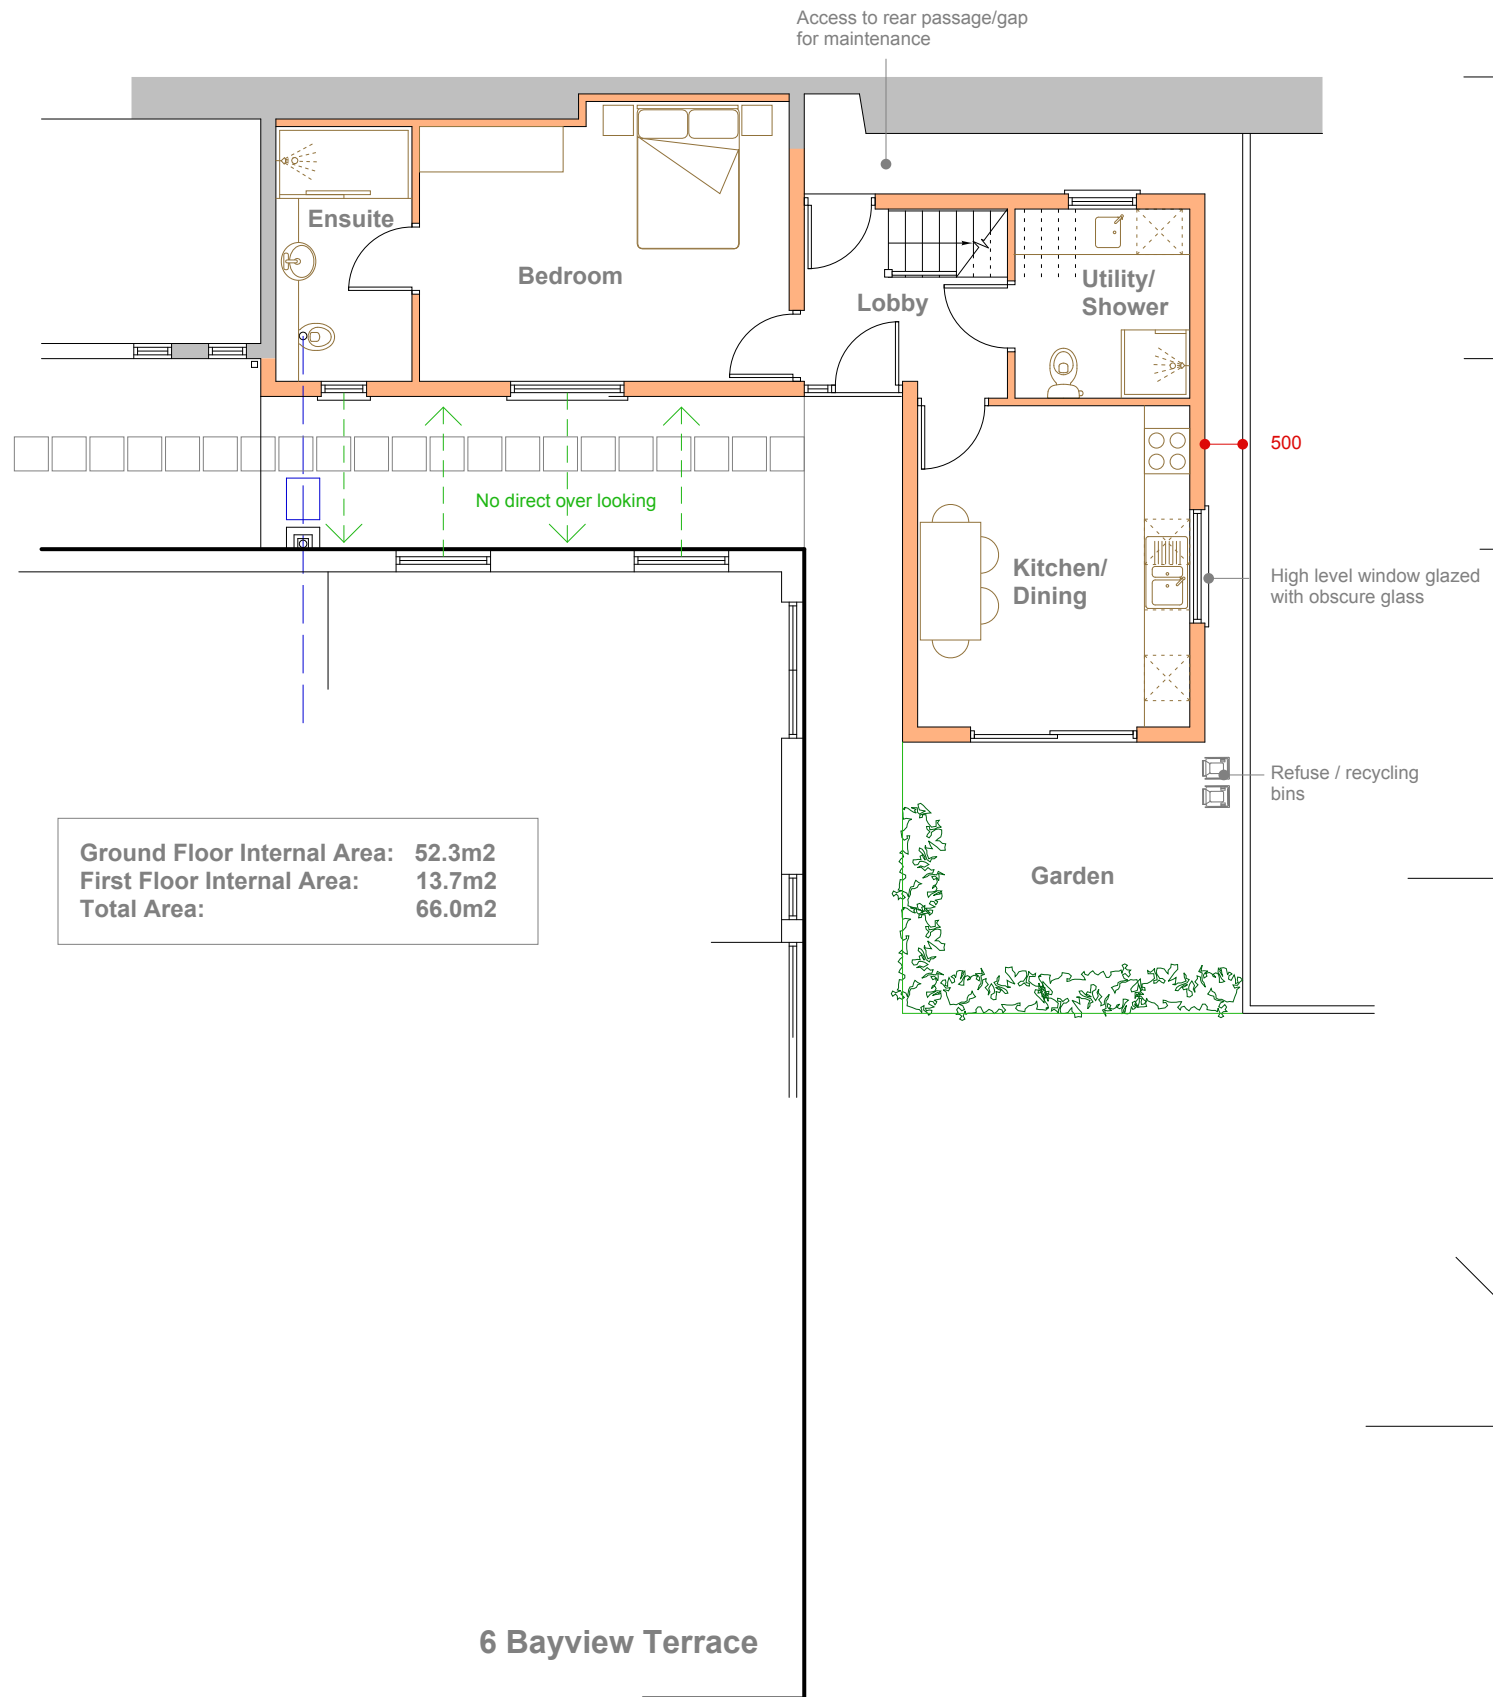 Access to rear passage/gap
for maintenance
Ensuite
Bedroom
Lobby
Utility/
Shower
500
No direct over looking
Kitchen/
Dining
High level window glazed
with obscure glass
Refuse / recycling
bins
Ground Floor Internal Area: 52.3m2
First Floor Internal Area: 13.7m2
Total Area: 66.0m2
Garden
6 Bayview Terrace